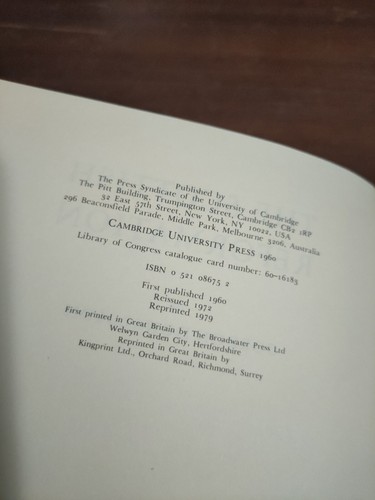 Published by
The Press Syndicate of the University of Cambridge
The Pitt Building, Trumpington Street, Cambridge CB2 1RP
32 East 57th Street, New York, NY 10022, USA
296 Beaconsfield Parade, Middle Park, Melbourne 3206, Australia
CAMBRIDGE UNIVERSITY PRESS 1960
Library of Congress catalogue card number: 60-16183
ISBN 0 521 08675 2
First published 1960
Reissued 1972
Reprinted 1979
First printed in Great Britain by The Broadwater Press Ltd
Welwyn Garden City, Hertfordshire
Reprinted in Great Britain by
Kingprint Ltd., Orchard Road, Richmond, Surrey